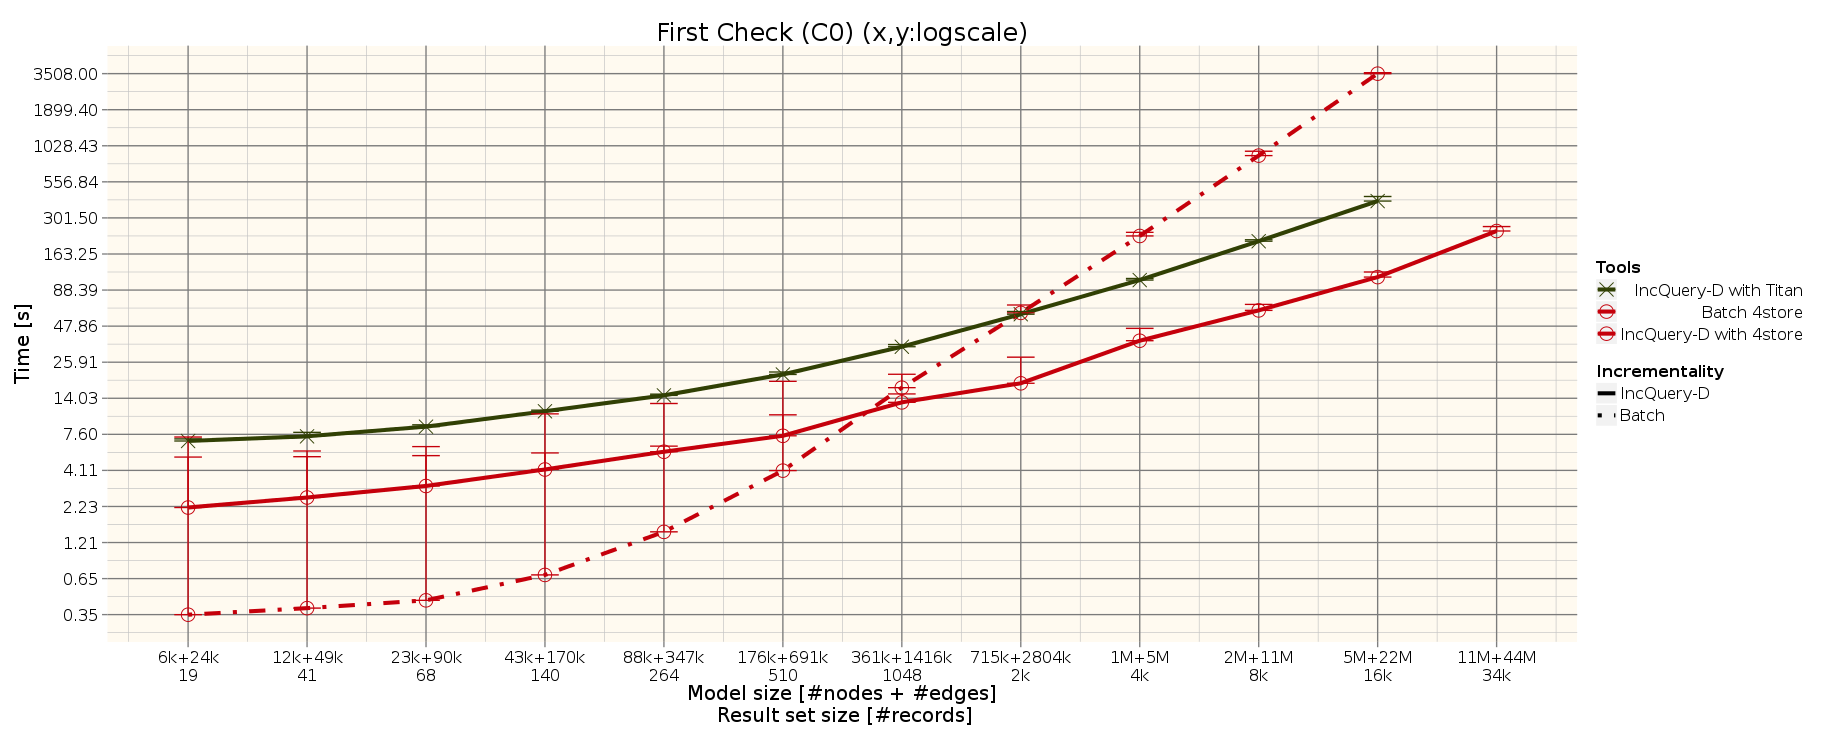 First Check (C0) (x,y:logscale)
3508.00
1899.40
1028.43
556.84
301.50
163.25
88.39
47.86
25.91
14.03
7.60
4.11
2.23
1.21
0.65
0.35
Time [s]
6k+24k 12k+49k 23k+90k 43k+170k 88k+347k 176k+691k 361k+1416k 715k+2804k 1M+5M 2M+11M 5M+22M 11M+44M
19 41 68 140 264 510 1048 2k 4k 8k 16k 34k
Model size [#nodes + #edges]
Result set size [#records]
Tools
IncQuery-D with Titan
Batch 4store
IncQuery-D with 4store
Incrementality
IncQuery-D
Batch